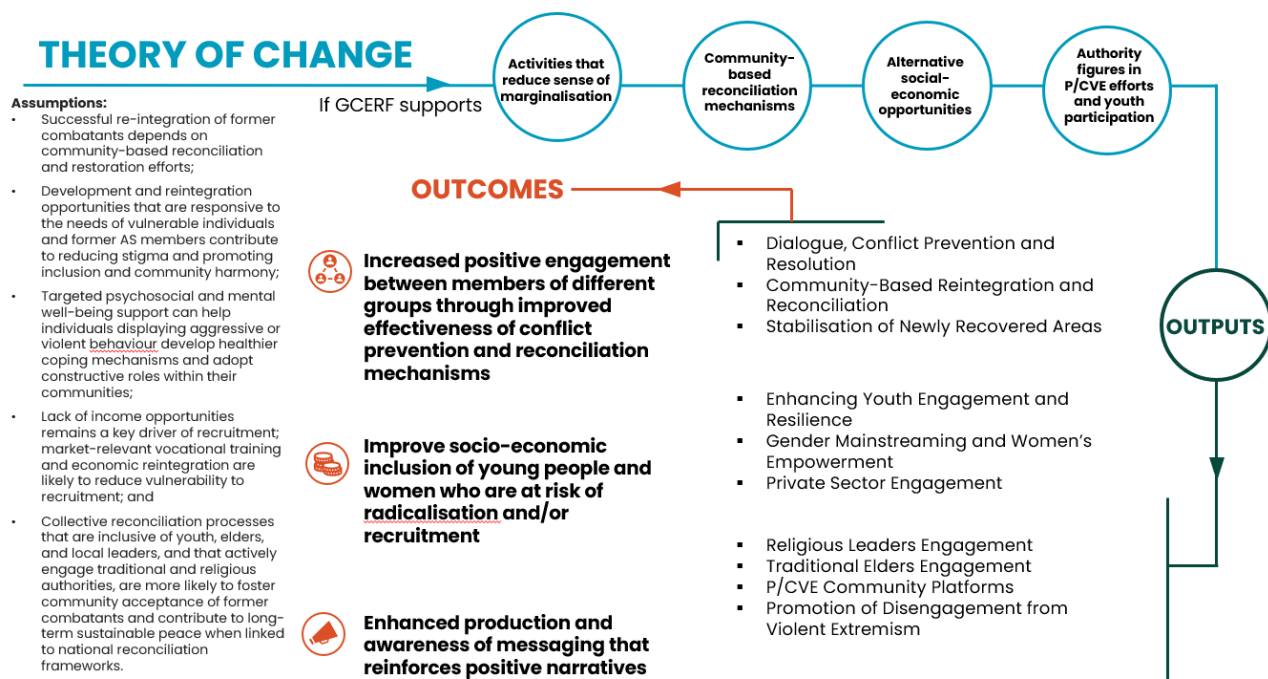 THEORY OF CHANGE
If GCERF supports
Activities that
reduce sense of
marginalisation
Community-
based
reconciliation
mechanisms
Alternative
social-
economic
opportunities
Authority
figures in
P/CVE efforts
and youth
participation
Assumptions:
• Successful re-integration of former
combatants depends on
community-based reconciliation
and restoration efforts;
• Development and reintegration
opportunities that are responsive to
the needs of vulnerable individuals
and former AS members contribute
to reducing stigma and promoting
inclusion and community harmony;
• Targeted psychosocial and mental
well-being support can help
individuals displaying aggressive or
violent behaviour develop healthier
coping mechanisms and adopt
constructive roles within their
communities;
• Lack of income opportunities
remains a key driver of recruitment;
market-relevant vocational training
and economic reintegration are
likely to reduce vulnerability to
recruitment; and
• Collective reconciliation processes
that are inclusive of youth, elders,
and local leaders, and that actively
engage traditional and religious
authorities, are more likely to foster
community acceptance of former
combatants and contribute to long-
term sustainable peace when linked
to national reconciliation
frameworks.
OUTCOMES
Increased positive engagement
between members of different
groups through improved
effectiveness of conflict
prevention and reconciliation
mechanisms
Improve socio-economic
inclusion of young people and
women who are at risk of
radicalisation and/or
recruitment
Enhanced production and
awareness of messaging that
reinforces positive narratives
▪ Dialogue, Conflict Prevention and
Resolution
▪ Community-Based Reintegration and
Reconciliation
▪ Stabilisation of Newly Recovered Areas
▪ Enhancing Youth Engagement and
Resilience
▪ Gender Mainstreaming and Women's
Empowerment
▪ Private Sector Engagement
▪ Religious Leaders Engagement
▪ Traditional Elders Engagement
▪ P/CVE Community Platforms
▪ Promotion of Disengagement from
Violent Extremism
OUTPUTS